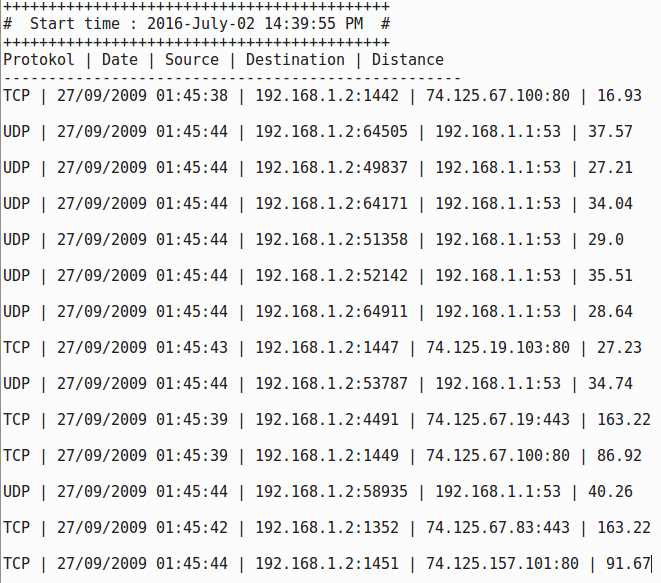 +++++++++++++++++++++++++++++++++++++++++++
#  Start time : 2016-July-02 14:39:55 PM  #
+++++++++++++++++++++++++++++++++++++++++++
Protokol | Date | Source | Destination | Distance
---------------------------------------------------
TCP | 27/09/2009 01:45:38 | 192.168.1.2:1442 | 74.125.67.100:80 | 16.93
UDP | 27/09/2009 01:45:44 | 192.168.1.2:64505 | 192.168.1.1:53 | 37.57
UDP | 27/09/2009 01:45:44 | 192.168.1.2:49837 | 192.168.1.1:53 | 27.21
UDP | 27/09/2009 01:45:44 | 192.168.1.2:64171 | 192.168.1.1:53 | 34.04
UDP | 27/09/2009 01:45:44 | 192.168.1.2:51358 | 192.168.1.1:53 | 29.0
UDP | 27/09/2009 01:45:44 | 192.168.1.2:52142 | 192.168.1.1:53 | 35.51
UDP | 27/09/2009 01:45:44 | 192.168.1.2:64911 | 192.168.1.1:53 | 28.64
TCP | 27/09/2009 01:45:43 | 192.168.1.2:1447 | 74.125.19.103:80 | 27.23
UDP | 27/09/2009 01:45:44 | 192.168.1.2:53787 | 192.168.1.1:53 | 34.74
TCP | 27/09/2009 01:45:39 | 192.168.1.2:4491 | 74.125.67.19:443 | 163.22
TCP | 27/09/2009 01:45:39 | 192.168.1.2:1449 | 74.125.67.100:80 | 86.92
UDP | 27/09/2009 01:45:44 | 192.168.1.2:58935 | 192.168.1.1:53 | 40.26
TCP | 27/09/2009 01:45:42 | 192.168.1.2:1352 | 74.125.67.83:443 | 163.22
TCP | 27/09/2009 01:45:44 | 192.168.1.2:1451 | 74.125.157.101:80 | 91.67